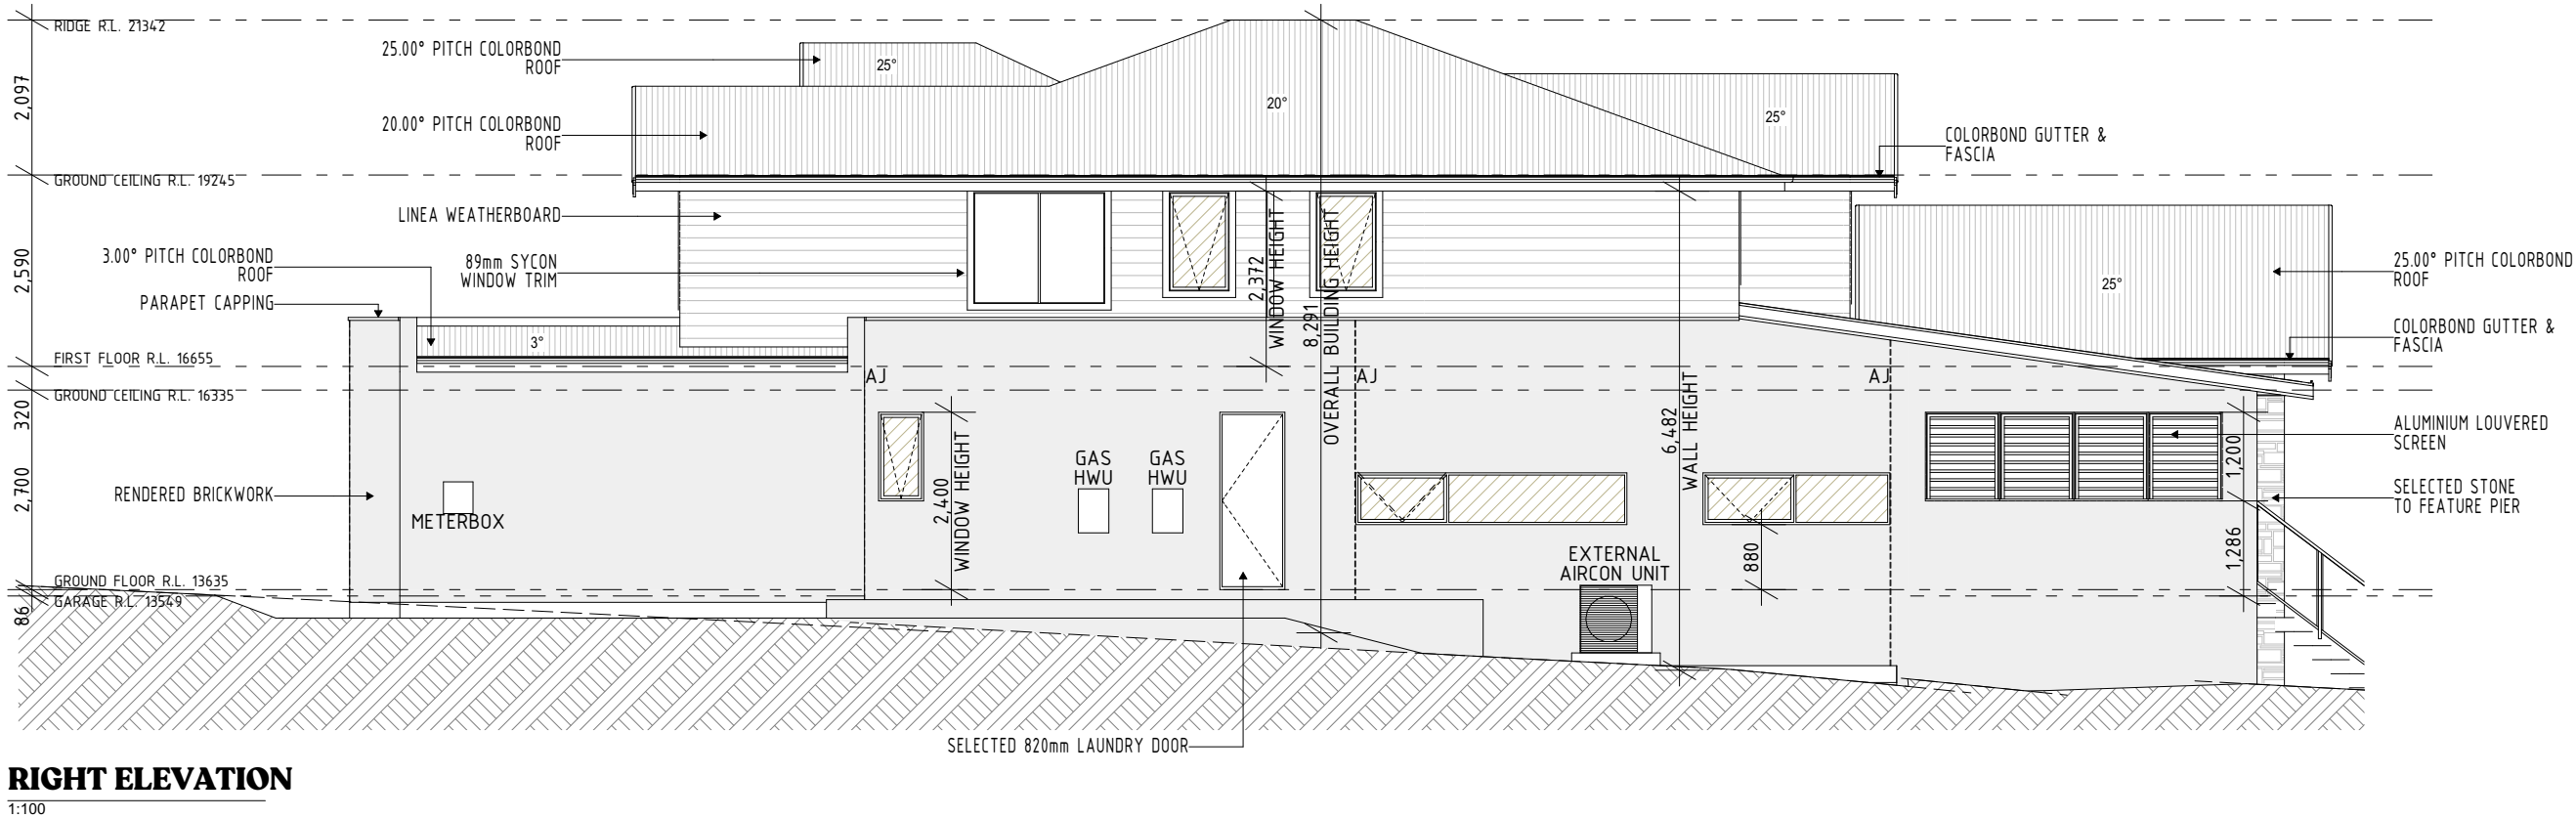 RIDGE R.L. 21342
2,097
25.00° PITCH COLORBOND
ROOF
25°
20.00° PITCH COLORBOND
ROOF
20°
25°
COLORBOND GUTTER &
FASCIA
GROUND CEILING R.L. 19245
LINEA WEATHERBOARD
2,590
3.00° PITCH COLORBOND
ROOF
89mm SYCON
WINDOW TRIM
PARAPET CAPPING
3°
2,372
WINDOW HEIGHT
8,291
OVERALL BUILDING HEIGHT
25°
25.00° PITCH COLORBOND
ROOF
COLORBOND GUTTER &
FASCIA
FIRST FLOOR R.L. 16655
AJ
AJ
AJ
GROUND CEILING R.L. 16335
320
2,700
RENDERED BRICKWORK
METERBOX
2,400
WINDOW HEIGHT
GAS
HWU
GAS
HWU
6,482
WALL HEIGHT
EXTERNAL
AIRCON UNIT
880
1,200
1,286
ALUMINIUM LOUVERED
SCREEN
SELECTED STONE
TO FEATURE PIER
GROUND FLOOR R.L. 13635
GARAGE R.L. 13549
86
SELECTED 820mm LAUNDRY DOOR
RIGHT ELEVATION
1:100